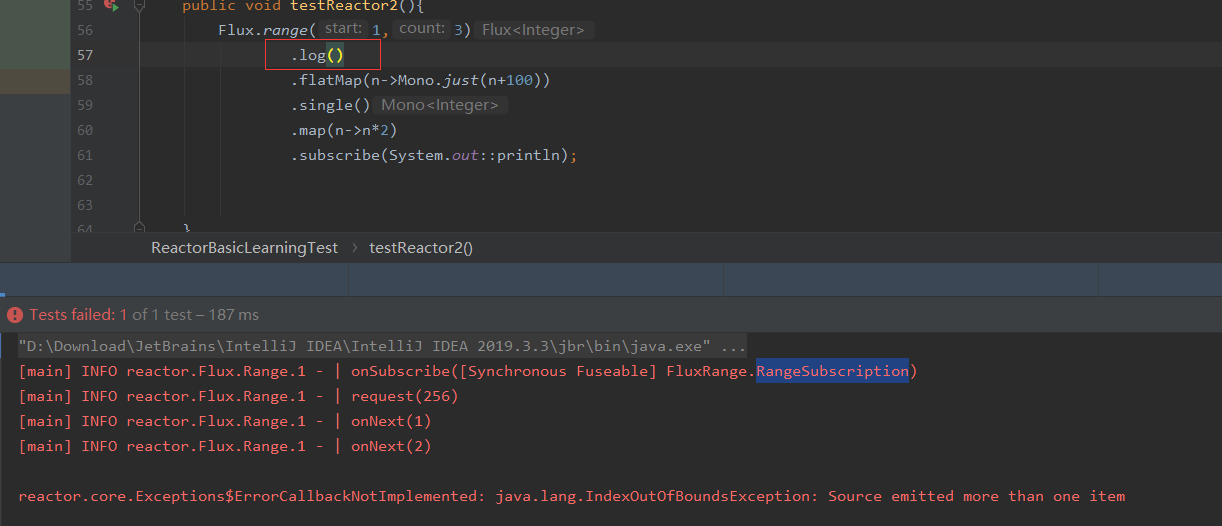 55 public void testReactor2(){
56 Flux.range( start: 1, count: 3) Flux<Integer>
57 .log()
58 .flatMap(n->Mono.just(n+100))
59 .single() Mono<Integer>
60 .map(n->n*2)
61 .subscribe(System.out::println);
62
63
64 }
ReactorBasicLearningTest › testReactor2()
Tests failed: 1 of 1 test – 187 ms
"D:\Download\JetBrains\IntelliJ IDEA\IntelliJ IDEA 2019.3.3\jbr\bin\java.exe" ...
[main] INFO reactor.Flux.Range.1 - | onSubscribe([Synchronous Fuseable] FluxRange.RangeSubscription)
[main] INFO reactor.Flux.Range.1 - | request(256)
[main] INFO reactor.Flux.Range.1 - | onNext(1)
[main] INFO reactor.Flux.Range.1 - | onNext(2)
reactor.core.Exceptions$ErrorCallbackNotImplemented: java.lang.IndexOutOfBoundsException: Source emitted more than one item